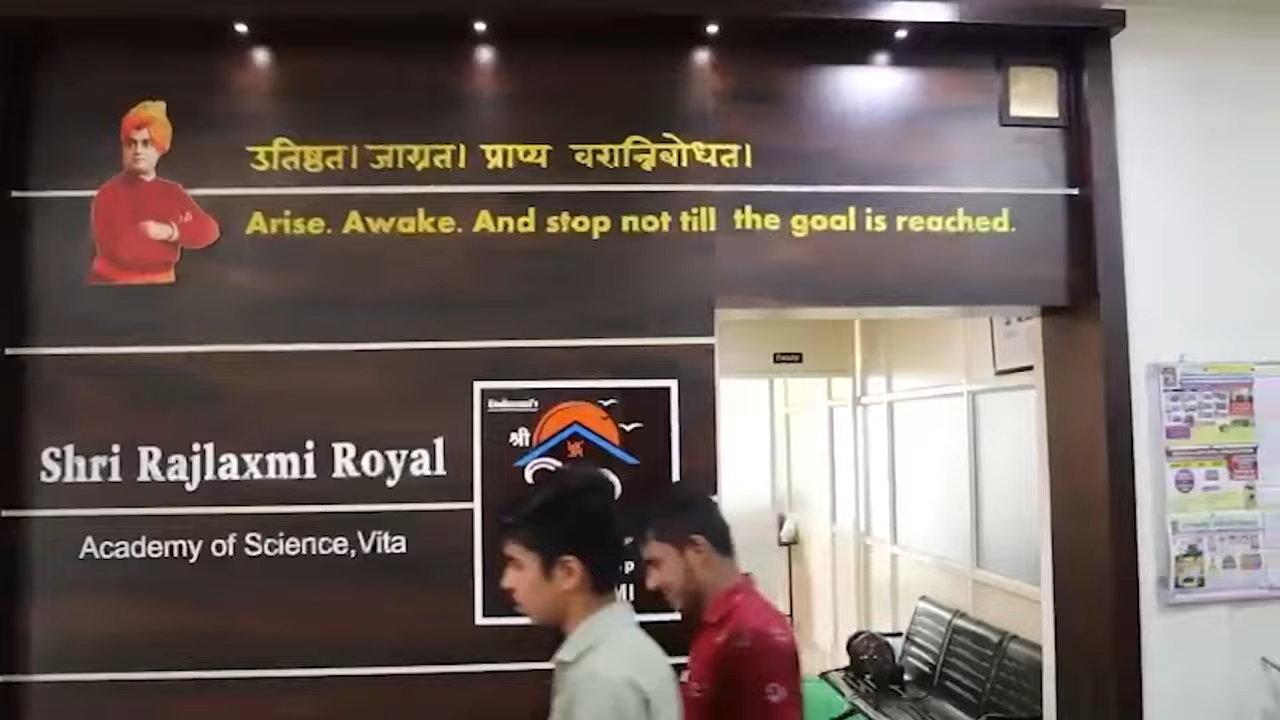 उतिष्ठत। जाग्रत। प्राप्य वरान्निबोधत।
Arise. Awake. And stop not till the goal is reached.
Shri Rajlaxmi Royal
Academy of Science,Vita
श्री